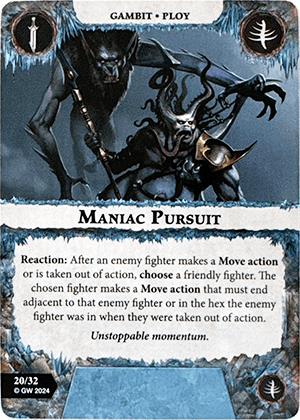 GAMBIT • PLOY
MANIAC PURSUIT
Reaction: After an enemy fighter makes a Move action
or is taken out of action, choose a friendly fighter. The
chosen fighter makes a Move action that must end
adjacent to that enemy fighter or in the hex the enemy
fighter was in when they were taken out of action.
Unstoppable momentum.
20/32
© GW 2024